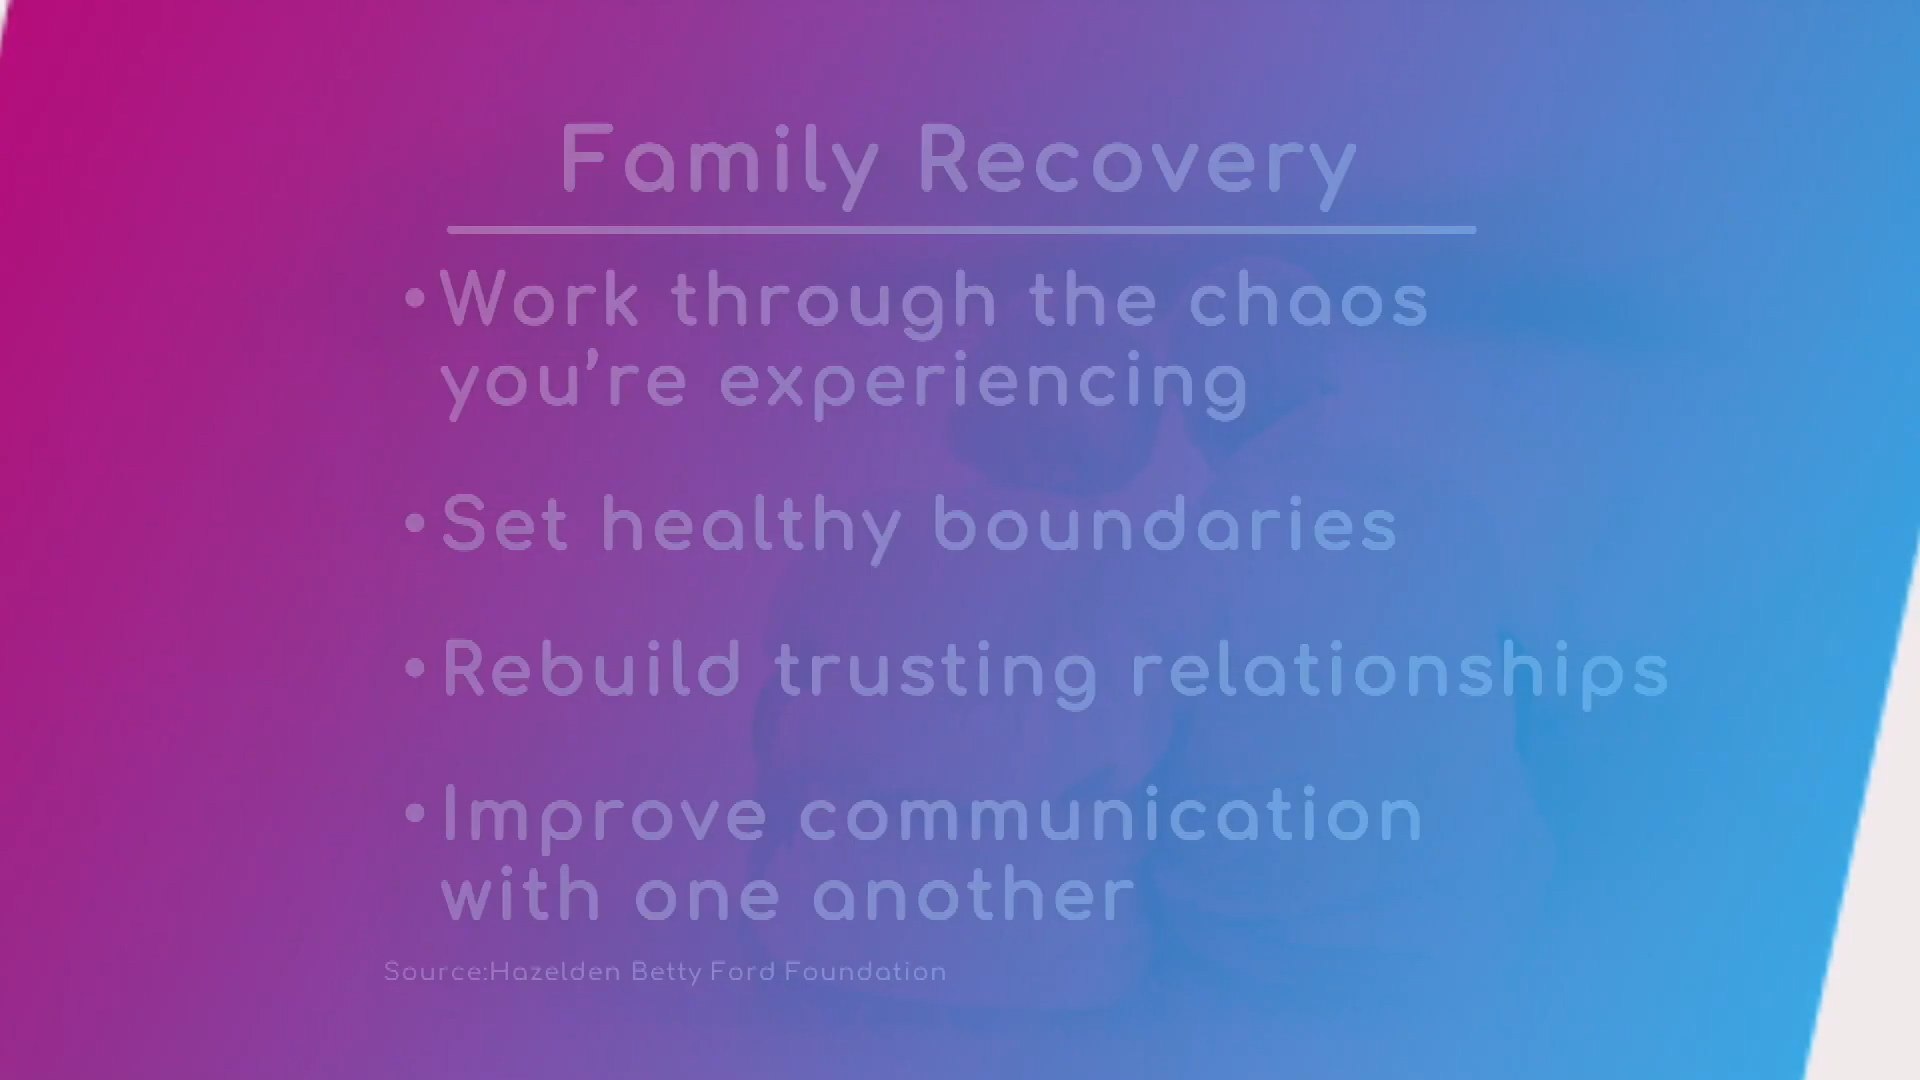 Family Recovery
•Work through the chaos
you’re experiencing
•Set healthy boundaries
•Rebuild trusting relationships
•Improve communication
with one another
Source:Hazelden Betty Ford Foundation